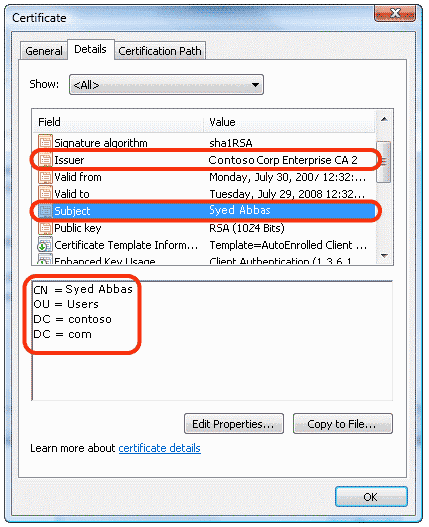 Certificate
General Details Certification Path
Show: <All>
Field Value
Signature algorithm sha1RSA
Issuer Contoso Corp Enterprise CA 2
Valid from Monday, July 30, 2007 12:32:...
Valid to Tuesday, July 29, 2008 12:32...
Subject Syed Abbas
Public key RSA (1024 Bits)
Certificate Template Inform... Template=AutoEnrolled Client ...
Enhanced Key Usage Client Authentication (1.3.6.1
CN = Syed Abbas
OU = Users
DC = contoso
DC = com
Edit Properties... Copy to File...
Learn more about certificate details
OK